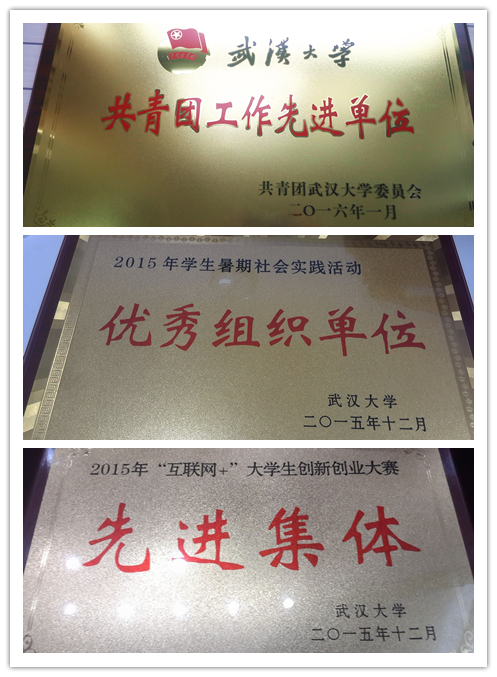 武漢大学
共青团工作先进单位
共青团武汉大学委员会
二〇一六年一月
2015年学生暑期社会实践活动
优秀组织单位
武汉大学
二〇一五年十二月
2015年“互联网+”大学生创新创业大赛
先进集体
武汉大学
二〇一五年十二月